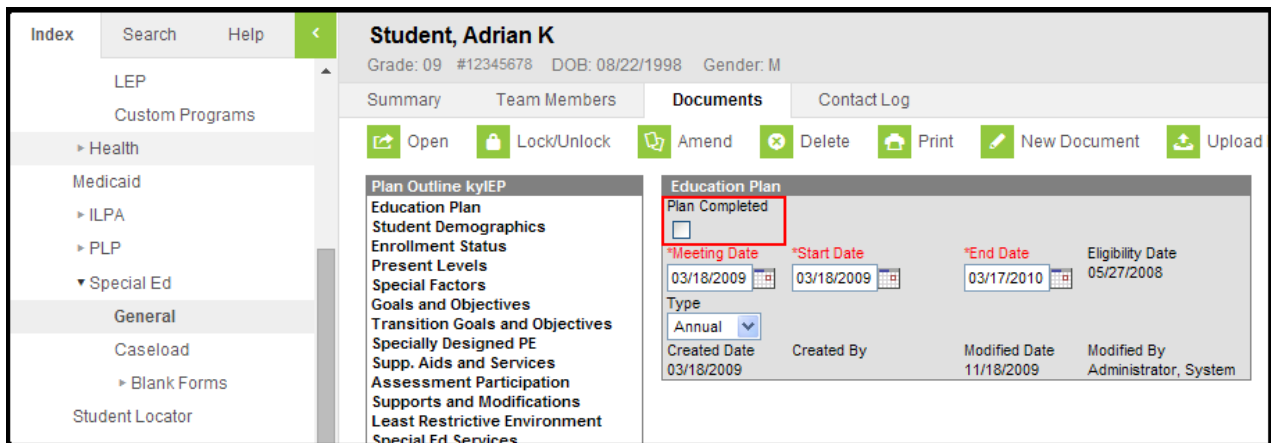 Index Search Help
LEP
Custom Programs
Health
Medicaid
ILPA
PLP
Special Ed
General
Caseload
Blank Forms
Student Locator
Student, Adrian K
Grade: 09 #12345678 DOB: 08/22/1998 Gender: M
Summary Team Members Documents Contact Log
Open Lock/Unlock Amend Delete Print New Document Upload
Plan Outline kyIEP
Education Plan
Student Demographics
Enrollment Status
Present Levels
Special Factors
Goals and Objectives
Transition Goals and Objectives
Specially Designed PE
Supp. Aids and Services
Assessment Participation
Supports and Modifications
Least Restrictive Environment
Special Ed Services
Education Plan
Plan Completed
*Meeting Date *Start Date *End Date Eligibility Date
03/18/2009 03/18/2009 03/17/2010 05/27/2008
Type
Annual
Created Date Created By Modified Date Modified By
03/18/2009 11/18/2009 Administrator, System